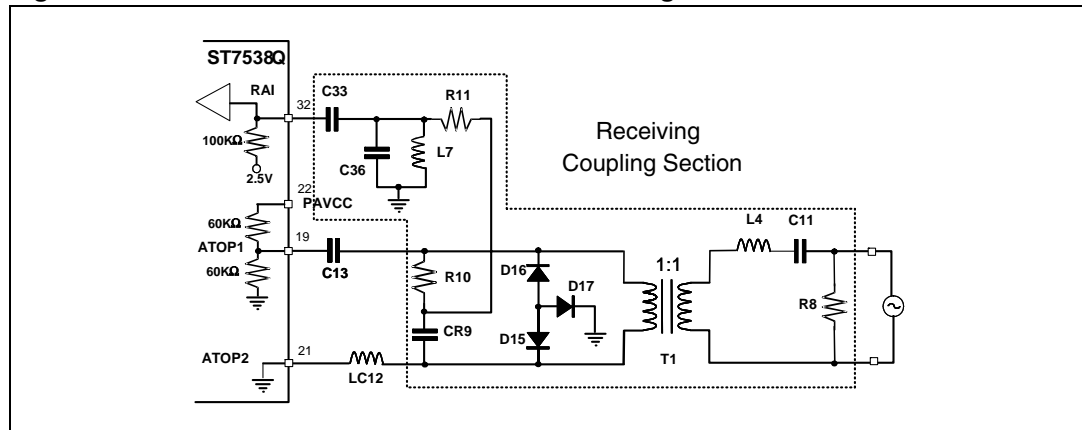 ST7538Q
RAI
32
C33
R11
100KΩ
2.5V
C36
L7
Receiving
Coupling Section
22
PAVCC
60KΩ
19
ATOP1
60KΩ
C13
R10
D16
D17
1:1
L4
C11
R8
CR9
D15
T1
ATOP2
21
LC12